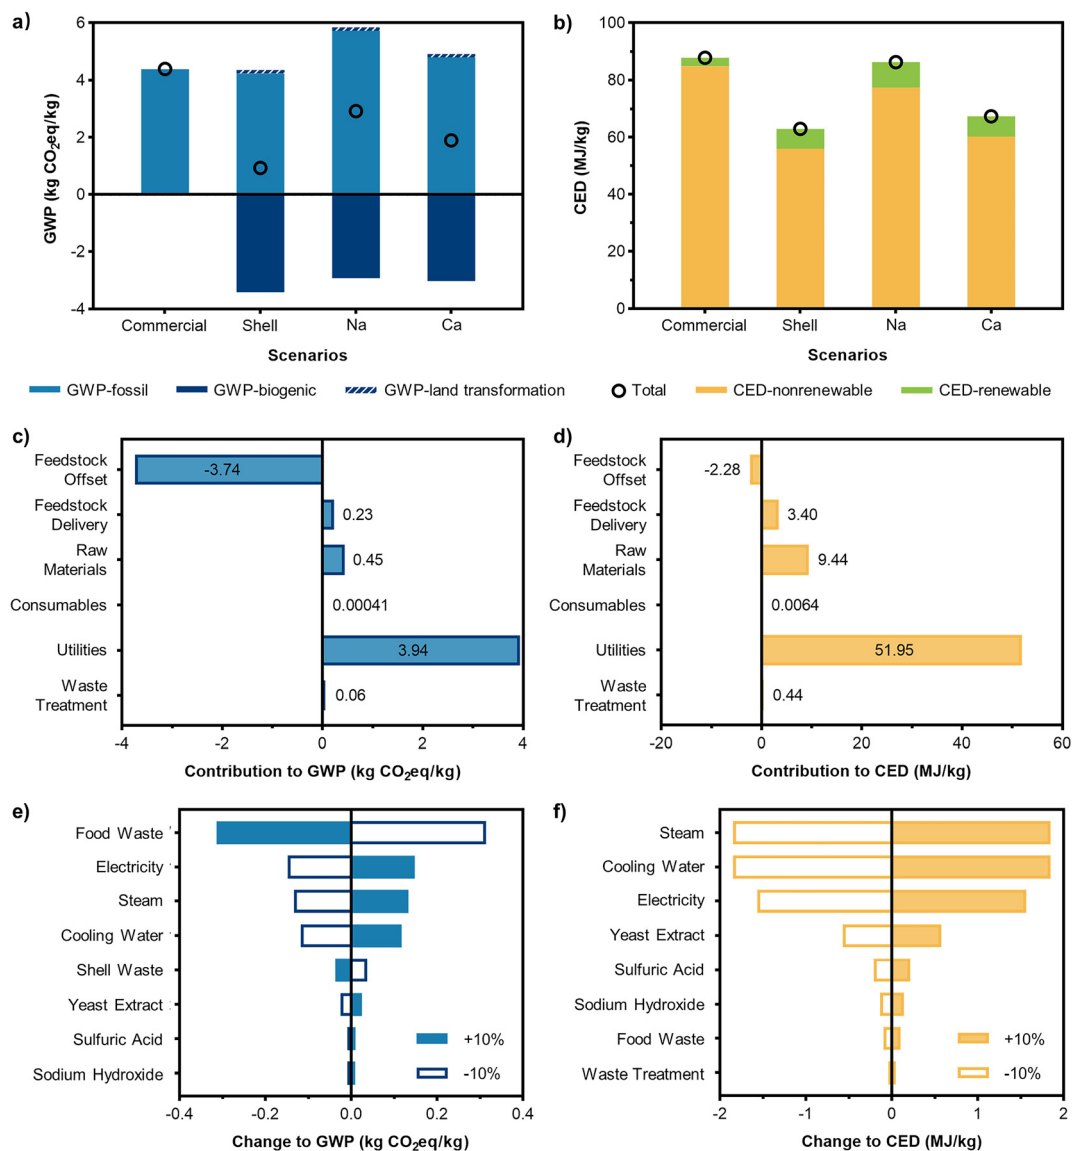 a)
6
4
2
0
-2
-4
GWP (kg CO2eq/kg)
Commercial
Shell
Na
Ca
Scenarios
b)
100
80
60
40
20
0
CED (MJ/kg)
Commercial
Shell
Na
Ca
Scenarios
GWP-fossil
GWP-biogenic
GWP-land transformation
Total
CED-nonrenewable
CED-renewable
c)
Feedstock
Offset
-3.74
Feedstock
Delivery
0.23
Raw
Materials
0.45
Consumables
0.00041
Utilities
3.94
Waste
Treatment
0.06
-4
-2
0
2
4
Contribution to GWP (kg CO2eq/kg)
d)
Feedstock
Offset
-2.28
Feedstock
Delivery
3.40
Raw
Materials
9.44
Consumables
0.0064
Utilities
51.95
Waste
Treatment
0.44
-20
0
20
40
60
Contribution to CED (MJ/kg)
e)
Food Waste
Electricity
Steam
Cooling Water
Shell Waste
Yeast Extract
Sulfuric Acid
Sodium Hydroxide
+10%
-10%
-0.4
-0.2
0.0
0.2
0.4
Change to GWP (kg CO2eq/kg)
f)
Steam
Cooling Water
Electricity
Yeast Extract
Sulfuric Acid
Sodium Hydroxide
Food Waste
Waste Treatment
+10%
-10%
-2
-1
0
1
2
Change to CED (MJ/kg)